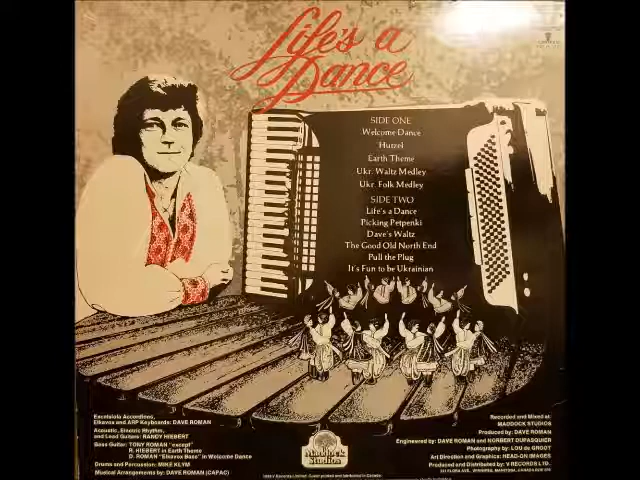 Life's a
Dance
SIDE ONE
Welcome Dance
Hutzel
Earth Theme
Ukr. Waltz Medley
Ukr. Folk Medley
SIDE TWO
Life's a Dance
Picking Petpenki
Dave's Waltz
The Good Old North End
Pull the Plug
It's Fun to be Ukrainian
Excelsiola Accordions,
Elkavox and ARP Keyboards: DAVE ROMAN
Acoustic, Electric Rhythm,
and Lead Guitars: RANDY HIEBERT
Bass Guitar: TONY ROMAN "except"
R. HIEBERT in Earth Theme
D. ROMAN "Elkavox Bass" in Welcome Dance
Drums and Percussion: MIKE KLYM
Musical Arrangements by: DAVE ROMAN (CAPAC)
Maddock
Studios
Recorded and Mixed at:
MADDOCK STUDIOS
Produced by: DAVE ROMAN
Engineered by: DAVE ROMAN and NORBERT DUPASQUIER
Photography by: LOU de GROOT
Art Direction and Graphics: HEAD-ON IMAGES
Produced and Distributed by: V RECORDS LTD.